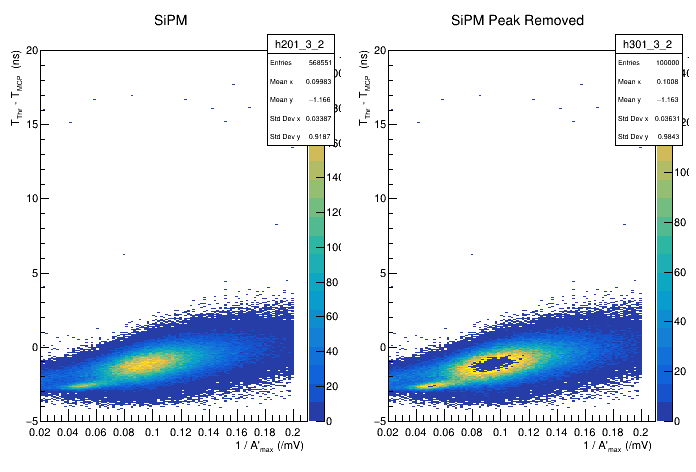 SiPM
h201_3_2
Entries 568551
Mean x 0.09983
Mean y −1.166
Std Dev x 0.03387
Std Dev y 0.9187
T_Thr - T_MCP (ns)
20
15
10
5
0
−5
0.02 0.04 0.06 0.08 0.1 0.12 0.14 0.16 0.18 0.2
1 / A'_max (/mV)
140
120
100
80
60
40
20
0
SiPM Peak Removed
h301_3_2
Entries 100000
Mean x 0.1008
Mean y −1.163
Std Dev x 0.03631
Std Dev y 0.9843
T_Thr - T_MCP (ns)
20
15
10
5
0
−5
0.02 0.04 0.06 0.08 0.1 0.12 0.14 0.16 0.18 0.2
1 / A'_max (/mV)
100
80
60
40
20
0